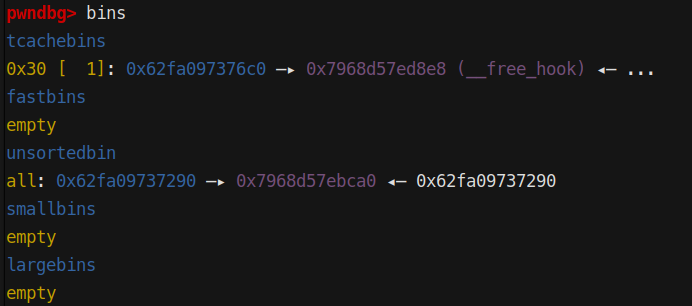 pwndbg> bins
tcachebins
0x30 [  1]: 0x62fa097376c0 —▸ 0x7968d57ed8e8 (__free_hook) ◂— ...
fastbins
empty
unsortedbin
all: 0x62fa09737290 —▸ 0x7968d57ebca0 ◂— 0x62fa09737290
smallbins
empty
largebins
empty